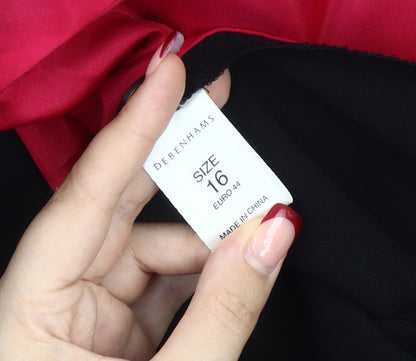 DEBENHAMS
SIZE
16
EURO 44
MADE IN CHINA